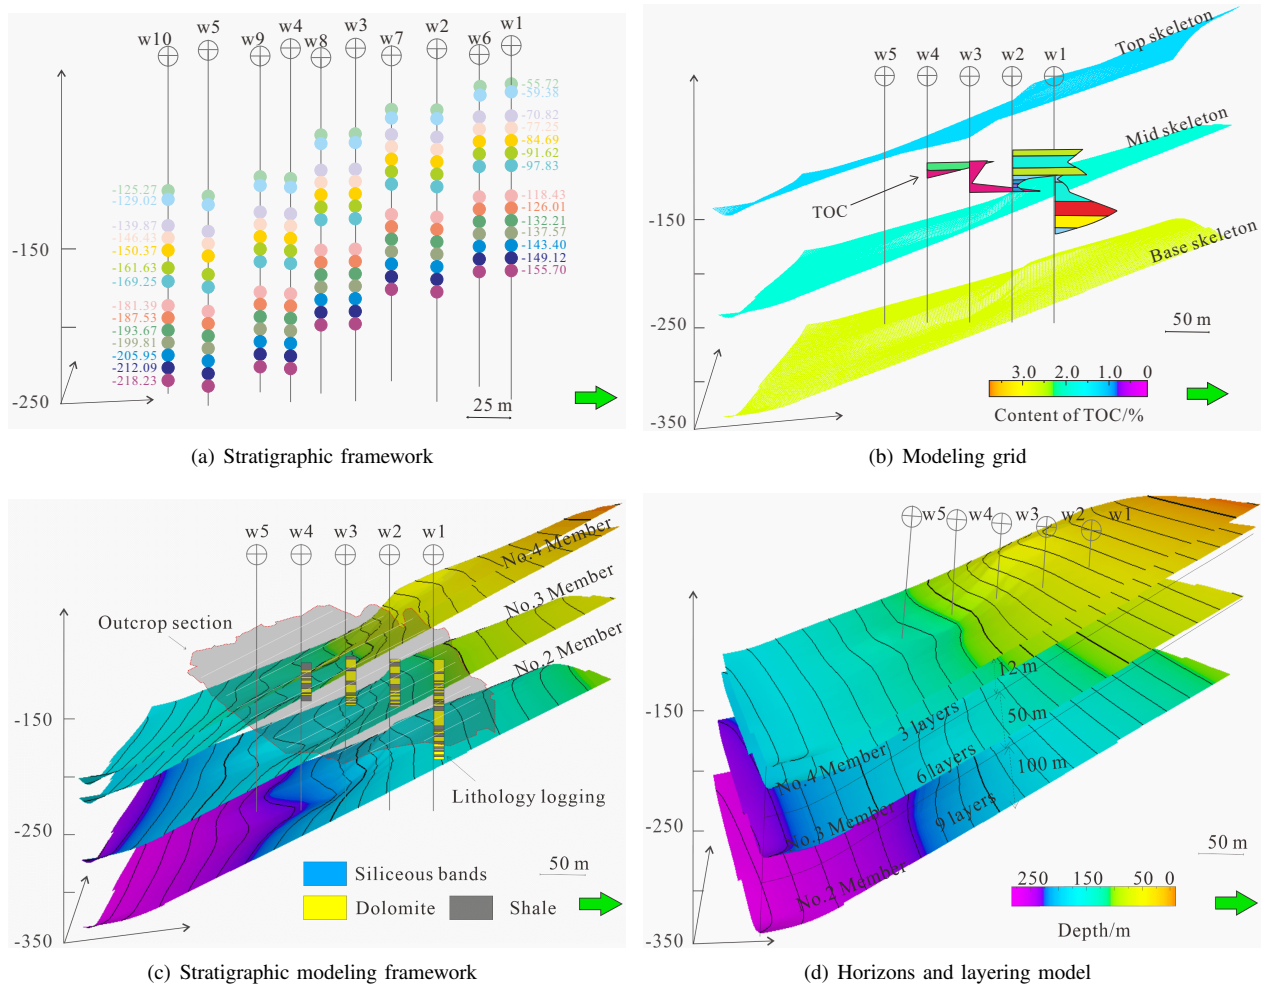 w10 w5 w9 w4 w8 w3 w7 w2 w6 w1
-55.72
-59.38
-70.82
-77.25
-84.69
-91.62
-97.83
-118.43
-126.01
-132.21
-137.57
-143.40
-149.12
-155.70
-125.27
-129.02
-139.87
-146.43
-150.37
-161.63
-169.25
-181.39
-187.53
-193.67
-199.81
-205.95
-212.09
-218.23
-150
-250
25 m
(a) Stratigraphic framework
w5 w4 w3 w2 w1
Top skeleton
Mid skeleton
Base skeleton
TOC
-150
-250
-350
50 m
3.0 2.0 1.0 0
Content of TOC/%
(b) Modeling grid
w5 w4 w3 w2 w1
No.4 Member
No.3 Member
No.2 Member
Outcrop section
Lithology logging
-150
-250
-350
Siliceous bands
Dolomite
Shale
50 m
(c) Stratigraphic modeling framework
w5 w4 w3 w2 w1
12 m
50 m
100 m
No.4 Member 3 layers
No.3 Member 6 layers
No.2 Member 9 layers
-150
-250
-350
50 m
250 150 50 0
Depth/m
(d) Horizons and layering model